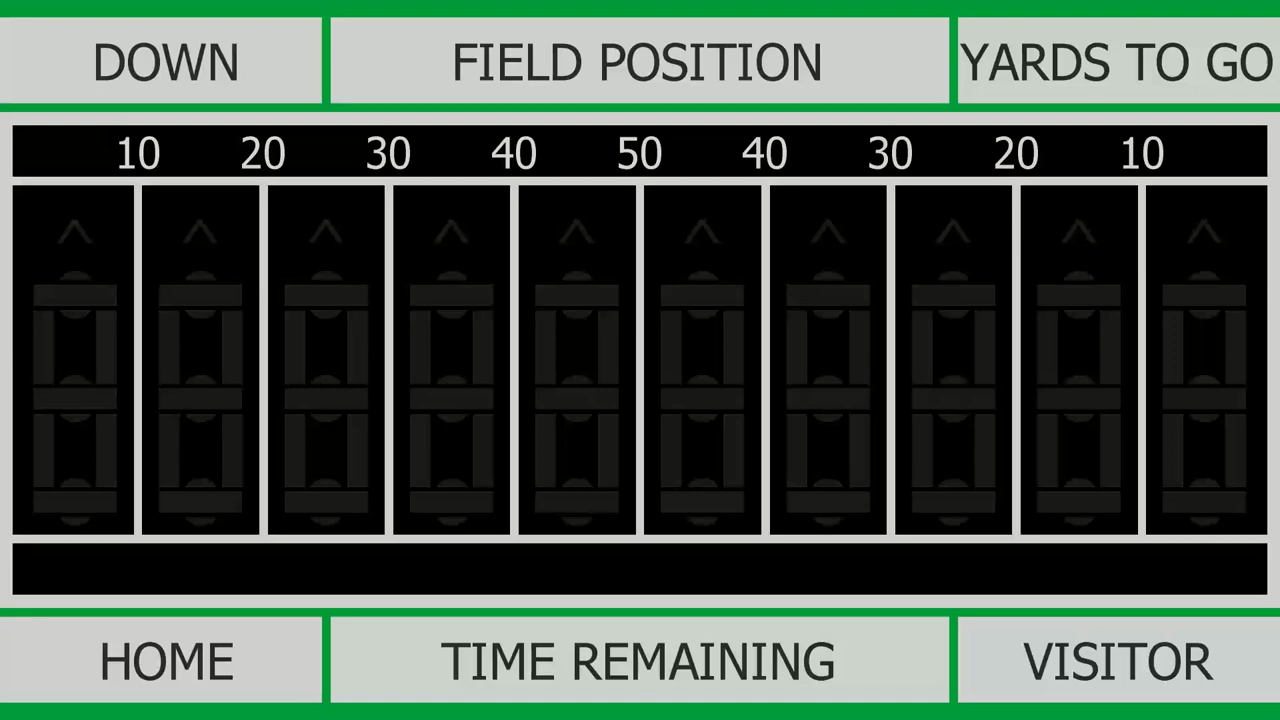 DOWN FIELD POSITION YARDS TO GO
10 20 30 40 50 40 30 20 10
HOME TIME REMAINING VISITOR